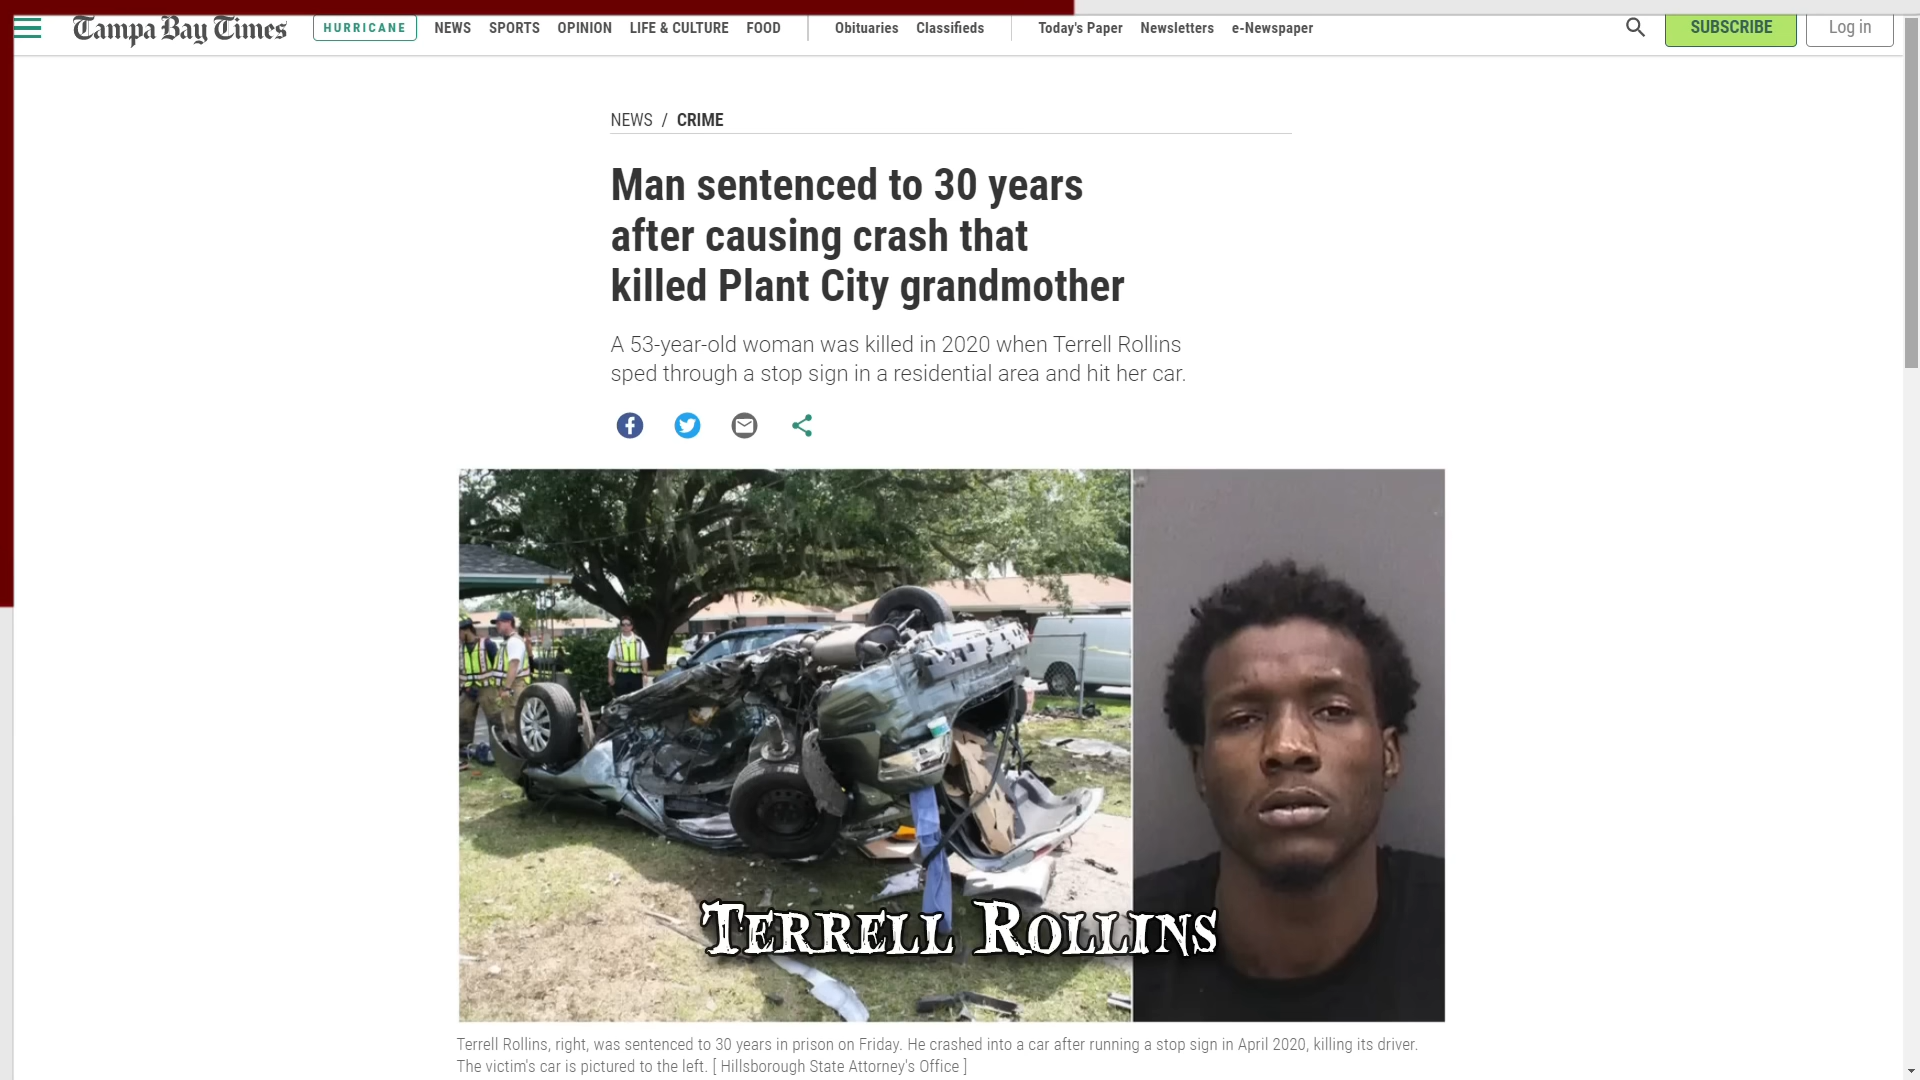 Tampa Bay Times
HURRICANE
NEWS SPORTS OPINION LIFE & CULTURE FOOD Obituaries Classifieds Today's Paper Newsletters e-Newspaper
SUBSCRIBE
Log in
NEWS / CRIME
Man sentenced to 30 years
after causing crash that
killed Plant City grandmother
A 53-year-old woman was killed in 2020 when Terrell Rollins
sped through a stop sign in a residential area and hit her car.
Terrell Rollins
Terrell Rollins, right, was sentenced to 30 years in prison on Friday. He crashed into a car after running a stop sign in April 2020, killing its driver.
The victim's car is pictured to the left. [ Hillsborough State Attorney's Office ]